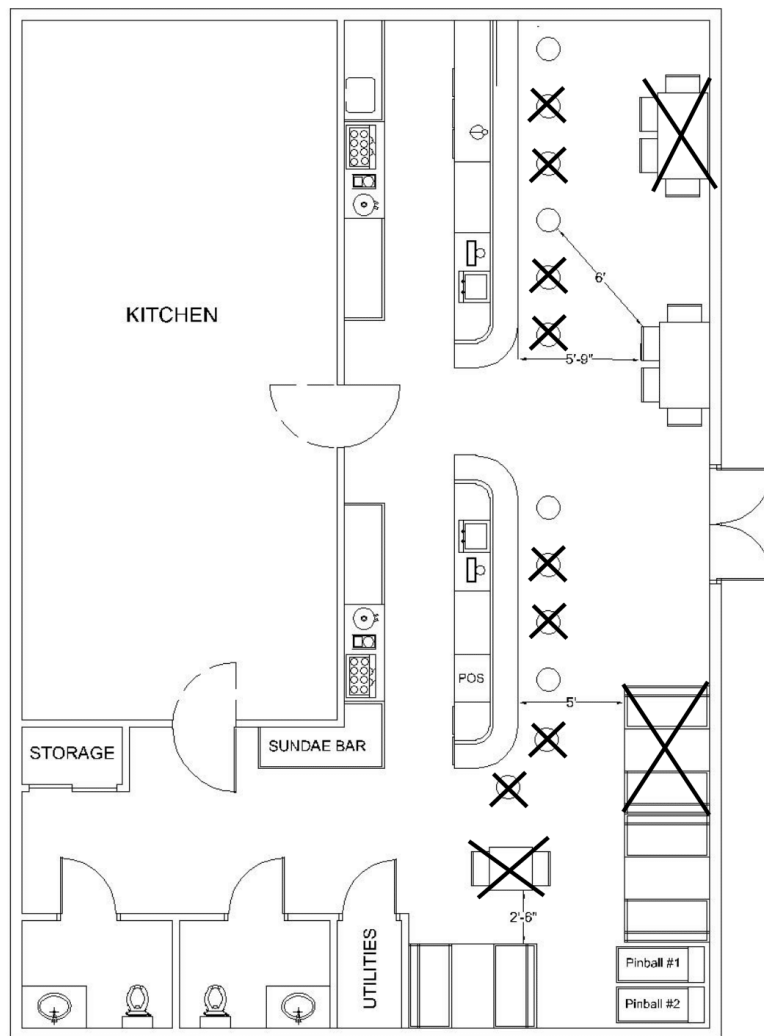 KITCHEN
6'
5'-9"
POS
5'
STORAGE
SUNDAE BAR
2'-6"
UTILITIES
Pinball #1
Pinball #2